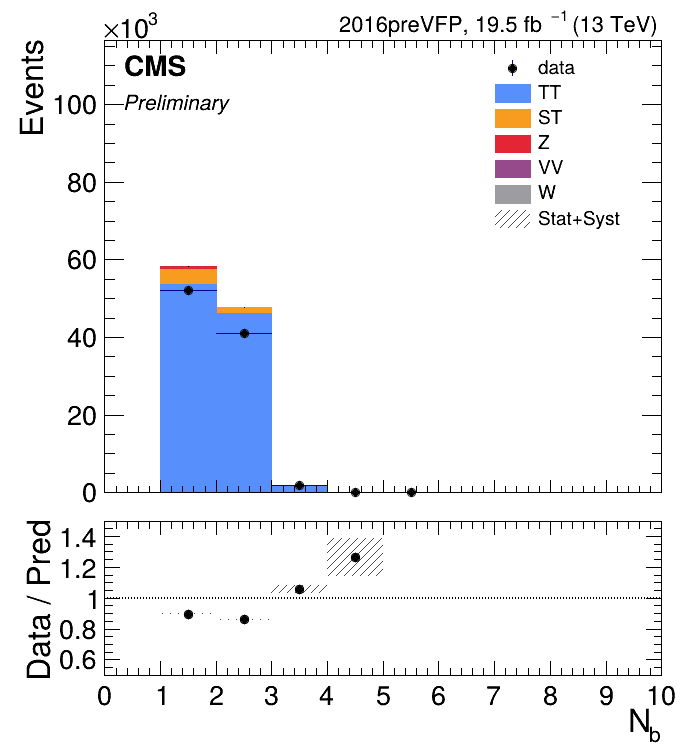 ×10³
2016preVFP, 19.5 fb⁻¹ (13 TeV)
Events
CMS
Preliminary
data
TT
ST
Z
VV
W
Stat+Syst
100
80
60
40
20
0
Data / Pred
1.4
1.2
1
0.8
0.6
0 1 2 3 4 5 6 7 8 9 10
N_b